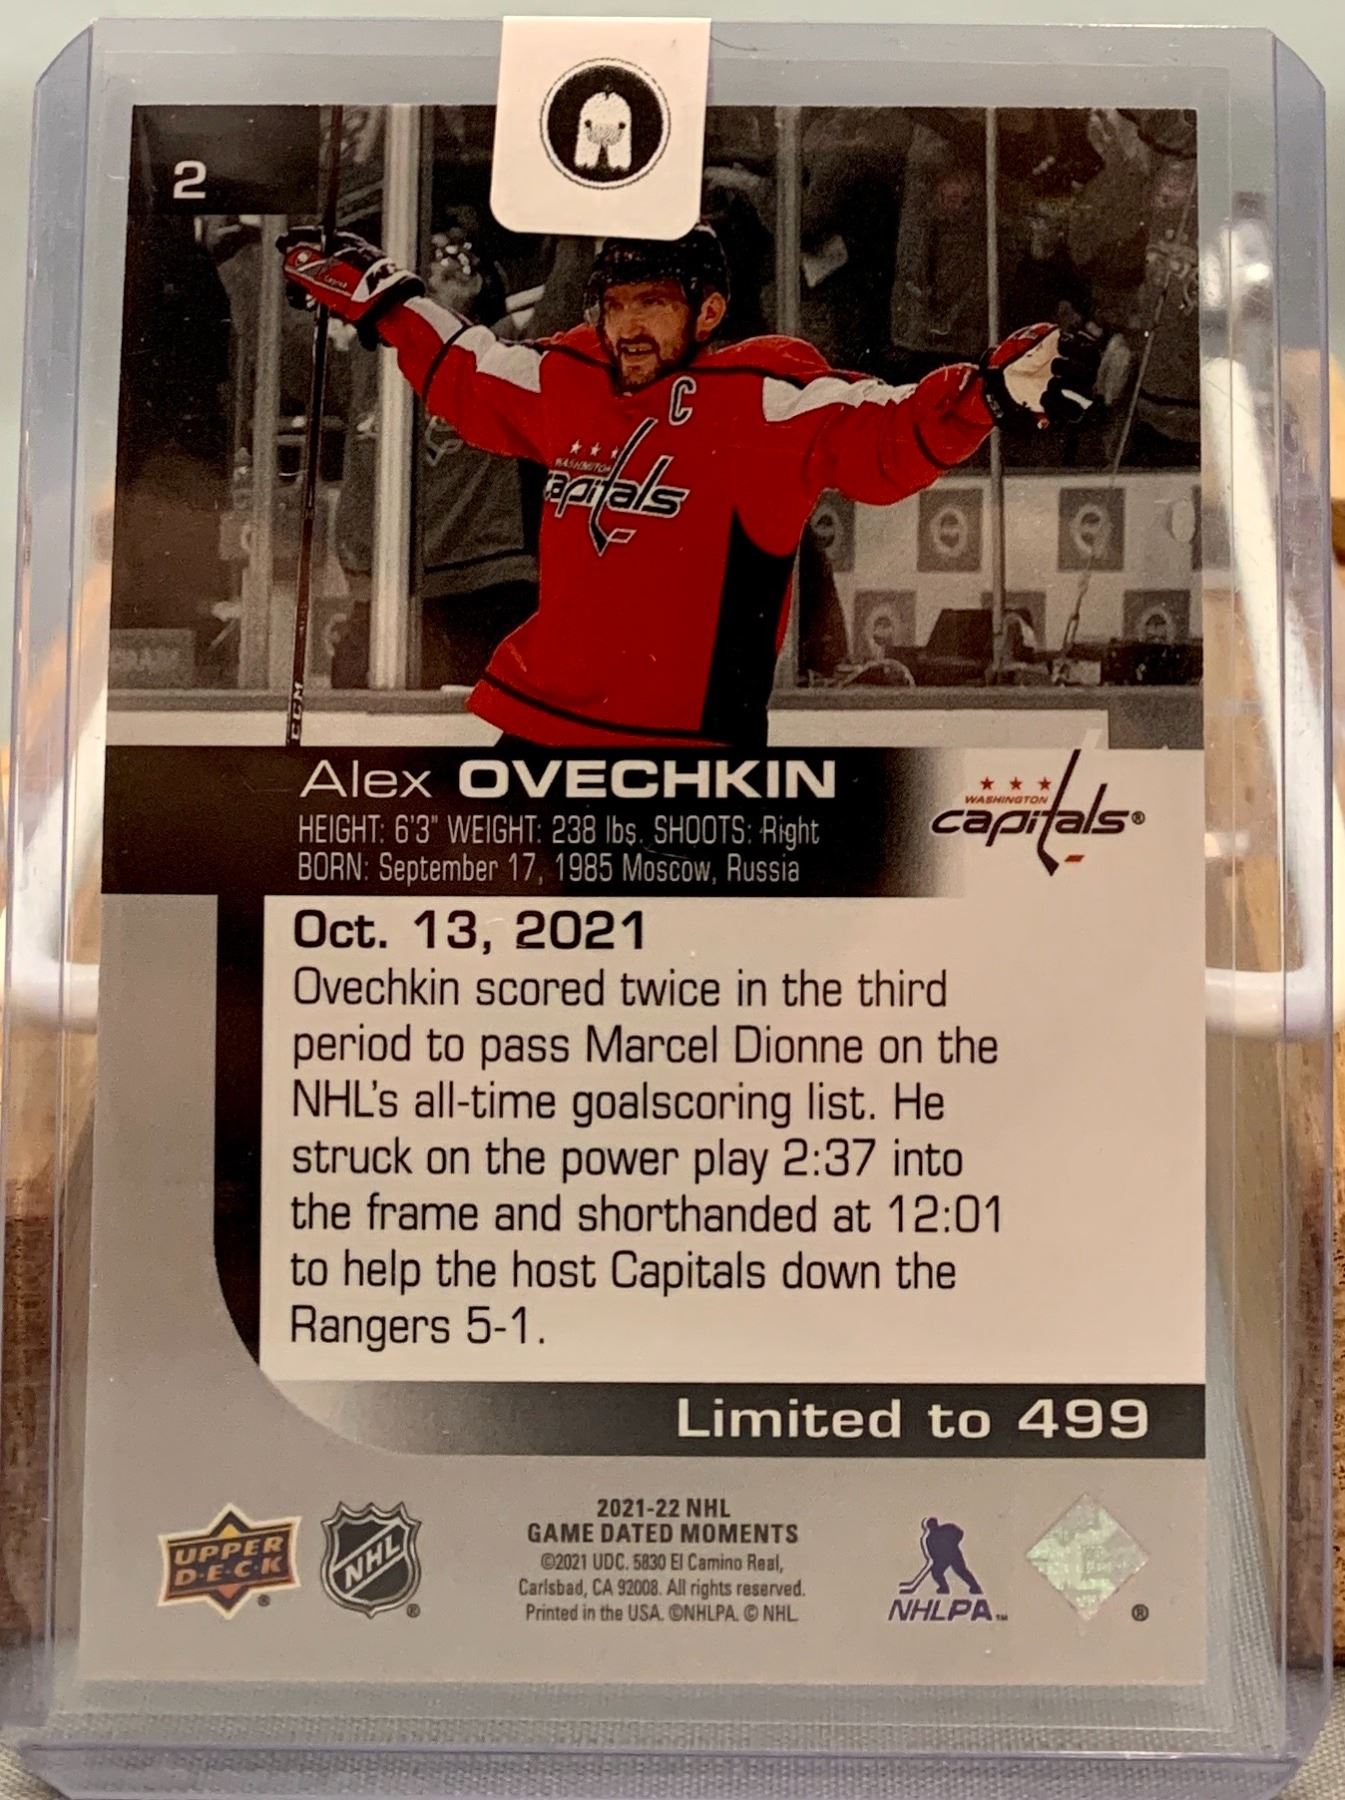 2
C
WASHINGTON
capitals
CCM
Alex OVECHKIN
HEIGHT: 6'3" WEIGHT: 238 lbs. SHOOTS: Right
BORN: September 17, 1985 Moscow, Russia
WASHINGTON
capitals®
Oct. 13, 2021
Ovechkin scored twice in the third
period to pass Marcel Dionne on the
NHL's all-time goalscoring list. He
struck on the power play 2:37 into
the frame and shorthanded at 12:01
to help the host Capitals down the
Rangers 5-1.
Limited to 499
UPPER
D·E·C·K
®
NHL
®
2021-22 NHL
GAME DATED MOMENTS
©2021 UDC. 5830 El Camino Real,
Carlsbad, CA 92008. All rights reserved.
Printed in the USA. ©NHLPA. © NHL.
NHLPA™
®